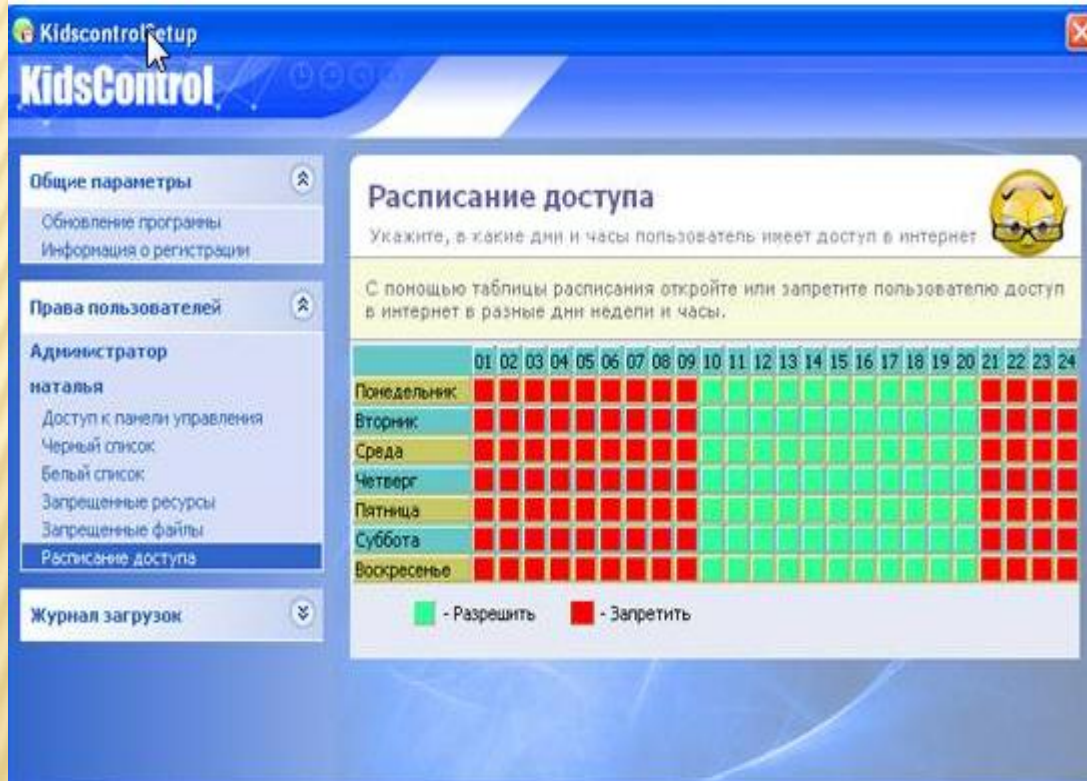 KidscontrolSetup
KidsControl
Общие параметры
Обновление программы
Информация о регистрации
Права пользователей
Администратор
наталья
Доступ к панели управления
Черный список
Белый список
Запрещенные ресурсы
Запрещенные файлы
Расписание доступа
Журнал загрузок
Расписание доступа
Укажите, в какие дни и часы пользователь имеет доступ в интернет
С помощью таблицы расписания откройте или запретите пользователю доступ
в интернет в разные дни недели и часы.
01 02 03 04 05 06 07 08 09 10 11 12 13 14 15 16 17 18 19 20 21 22 23 24
Понедельник
Вторник
Среда
Четверг
Пятница
Суббота
Воскресенье
- Разрешить - Запретить